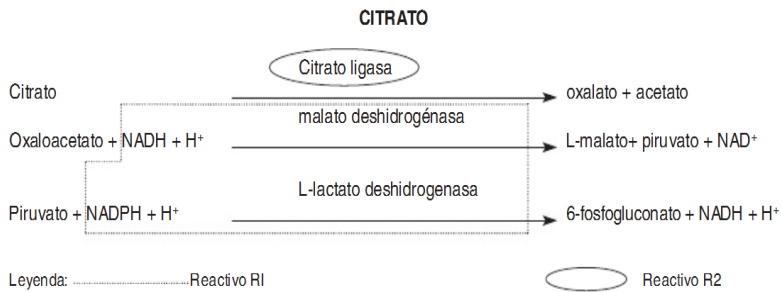 CITRATO
Citrato ligasa
Citrato oxalato + acetato
malato deshidrogénasa
Oxaloacetato + NADH + H⁺ L-malato+ piruvato + NAD⁺
L-lactato deshidrogenasa
Piruvato + NADPH + H⁺ 6-fosfogluconato + NADH + H⁺
Leyenda: Reactivo RI Reactivo R2